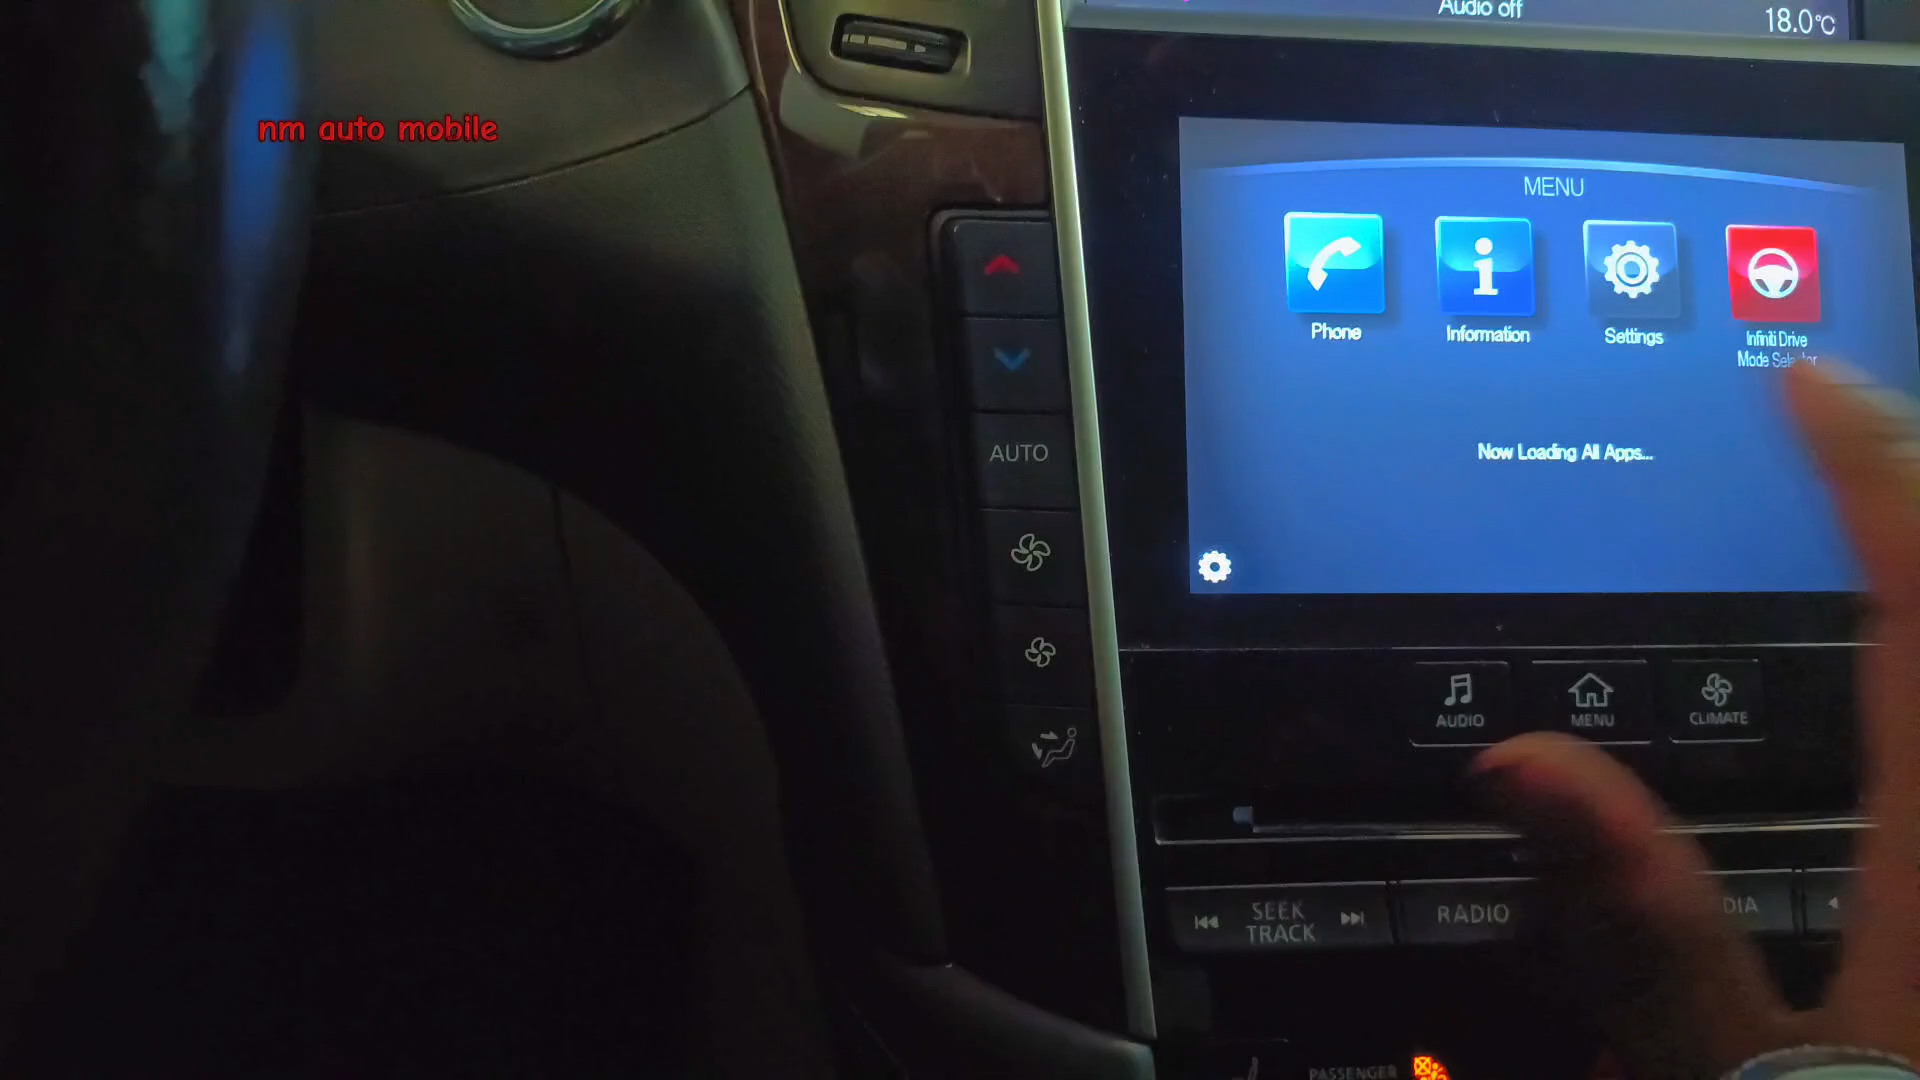 Audio off
18.0°C
nm auto mobile
MENU
Phone
Information
Settings
Infiniti Drive
Mode Selector
Now Loading All Apps...
AUTO
AUDIO
MENU
CLIMATE
SEEK
TRACK
RADIO
DIA
PASSENGER